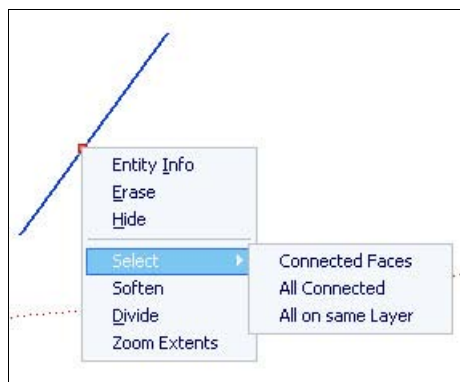 Entity Info
Erase
Hide
Select
Connected Faces
Soften
All Connected
Divide
All on same Layer
Zoom Extents